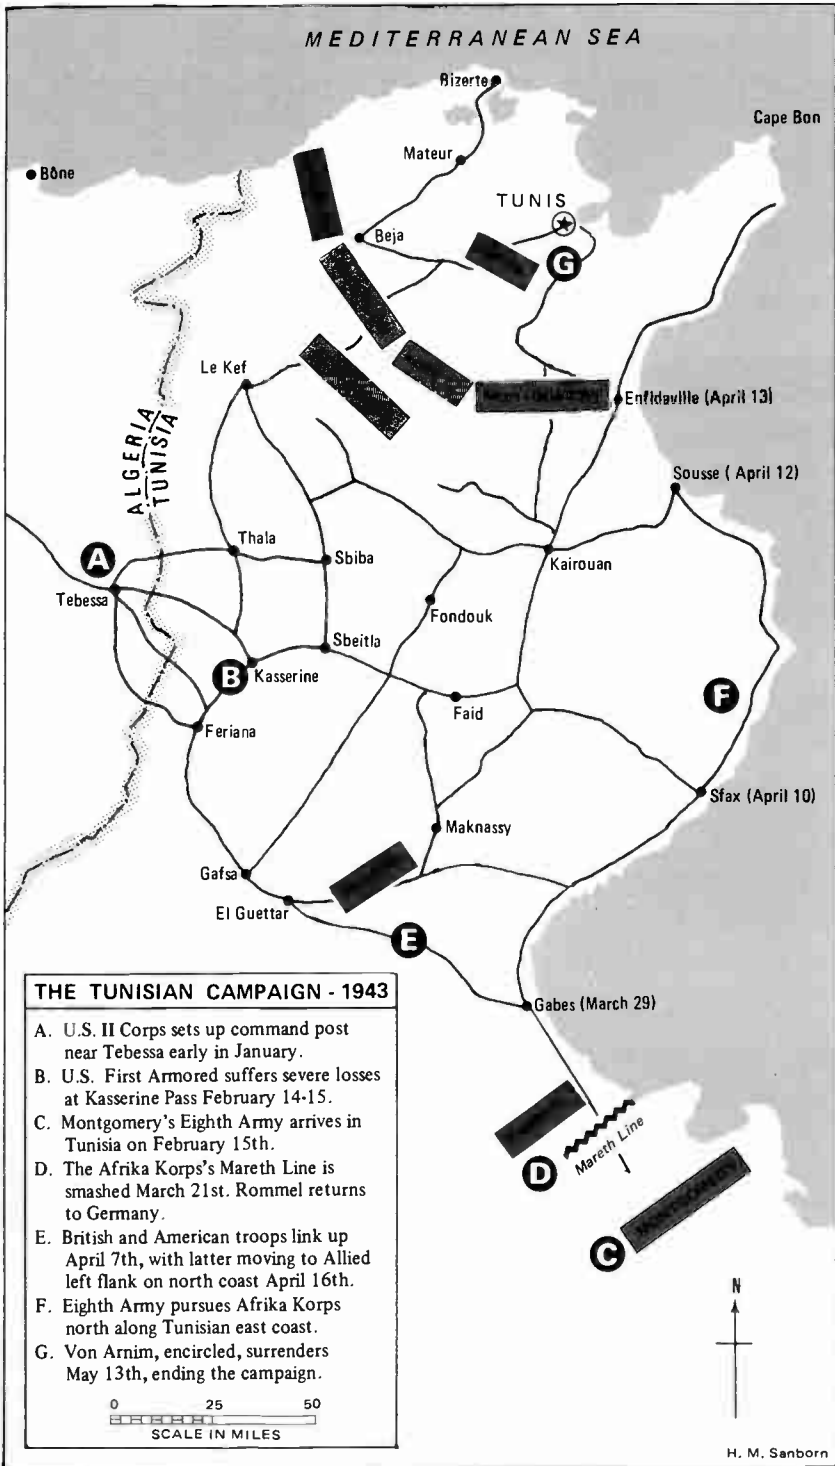 MEDITERRANEAN SEA
Bizerte
Cape Bon
Mateur
Bône
TUNIS
Beja
G
Le Kef
Enfidaville (April 13)
ALGERIA
TUNISIA
Sousse ( April 12)
A
Thala
Sbiba
Kairouan
Tebessa
Fondouk
Sbeitla
B
Kasserine
F
Faid
Feriana
Sfax (April 10)
Maknassy
Gafsa
El Guettar
E
Gabes (March 29)
D
Mareth Line
MONTGOMERY
C
THE TUNISIAN CAMPAIGN - 1943
A. U.S. II Corps sets up command post
near Tebessa early in January.
B. U.S. First Armored suffers severe losses
at Kasserine Pass February 14-15.
C. Montgomery's Eighth Army arrives in
Tunisia on February 15th.
D. The Afrika Korps's Mareth Line is
smashed March 21st. Rommel returns
to Germany.
E. British and American troops link up
April 7th, with latter moving to Allied
left flank on north coast April 16th.
F. Eighth Army pursues Afrika Korps
north along Tunisian east coast.
G. Von Arnim, encircled, surrenders
May 13th, ending the campaign.
0 25 50
SCALE IN MILES
N
H. M. Sanborn